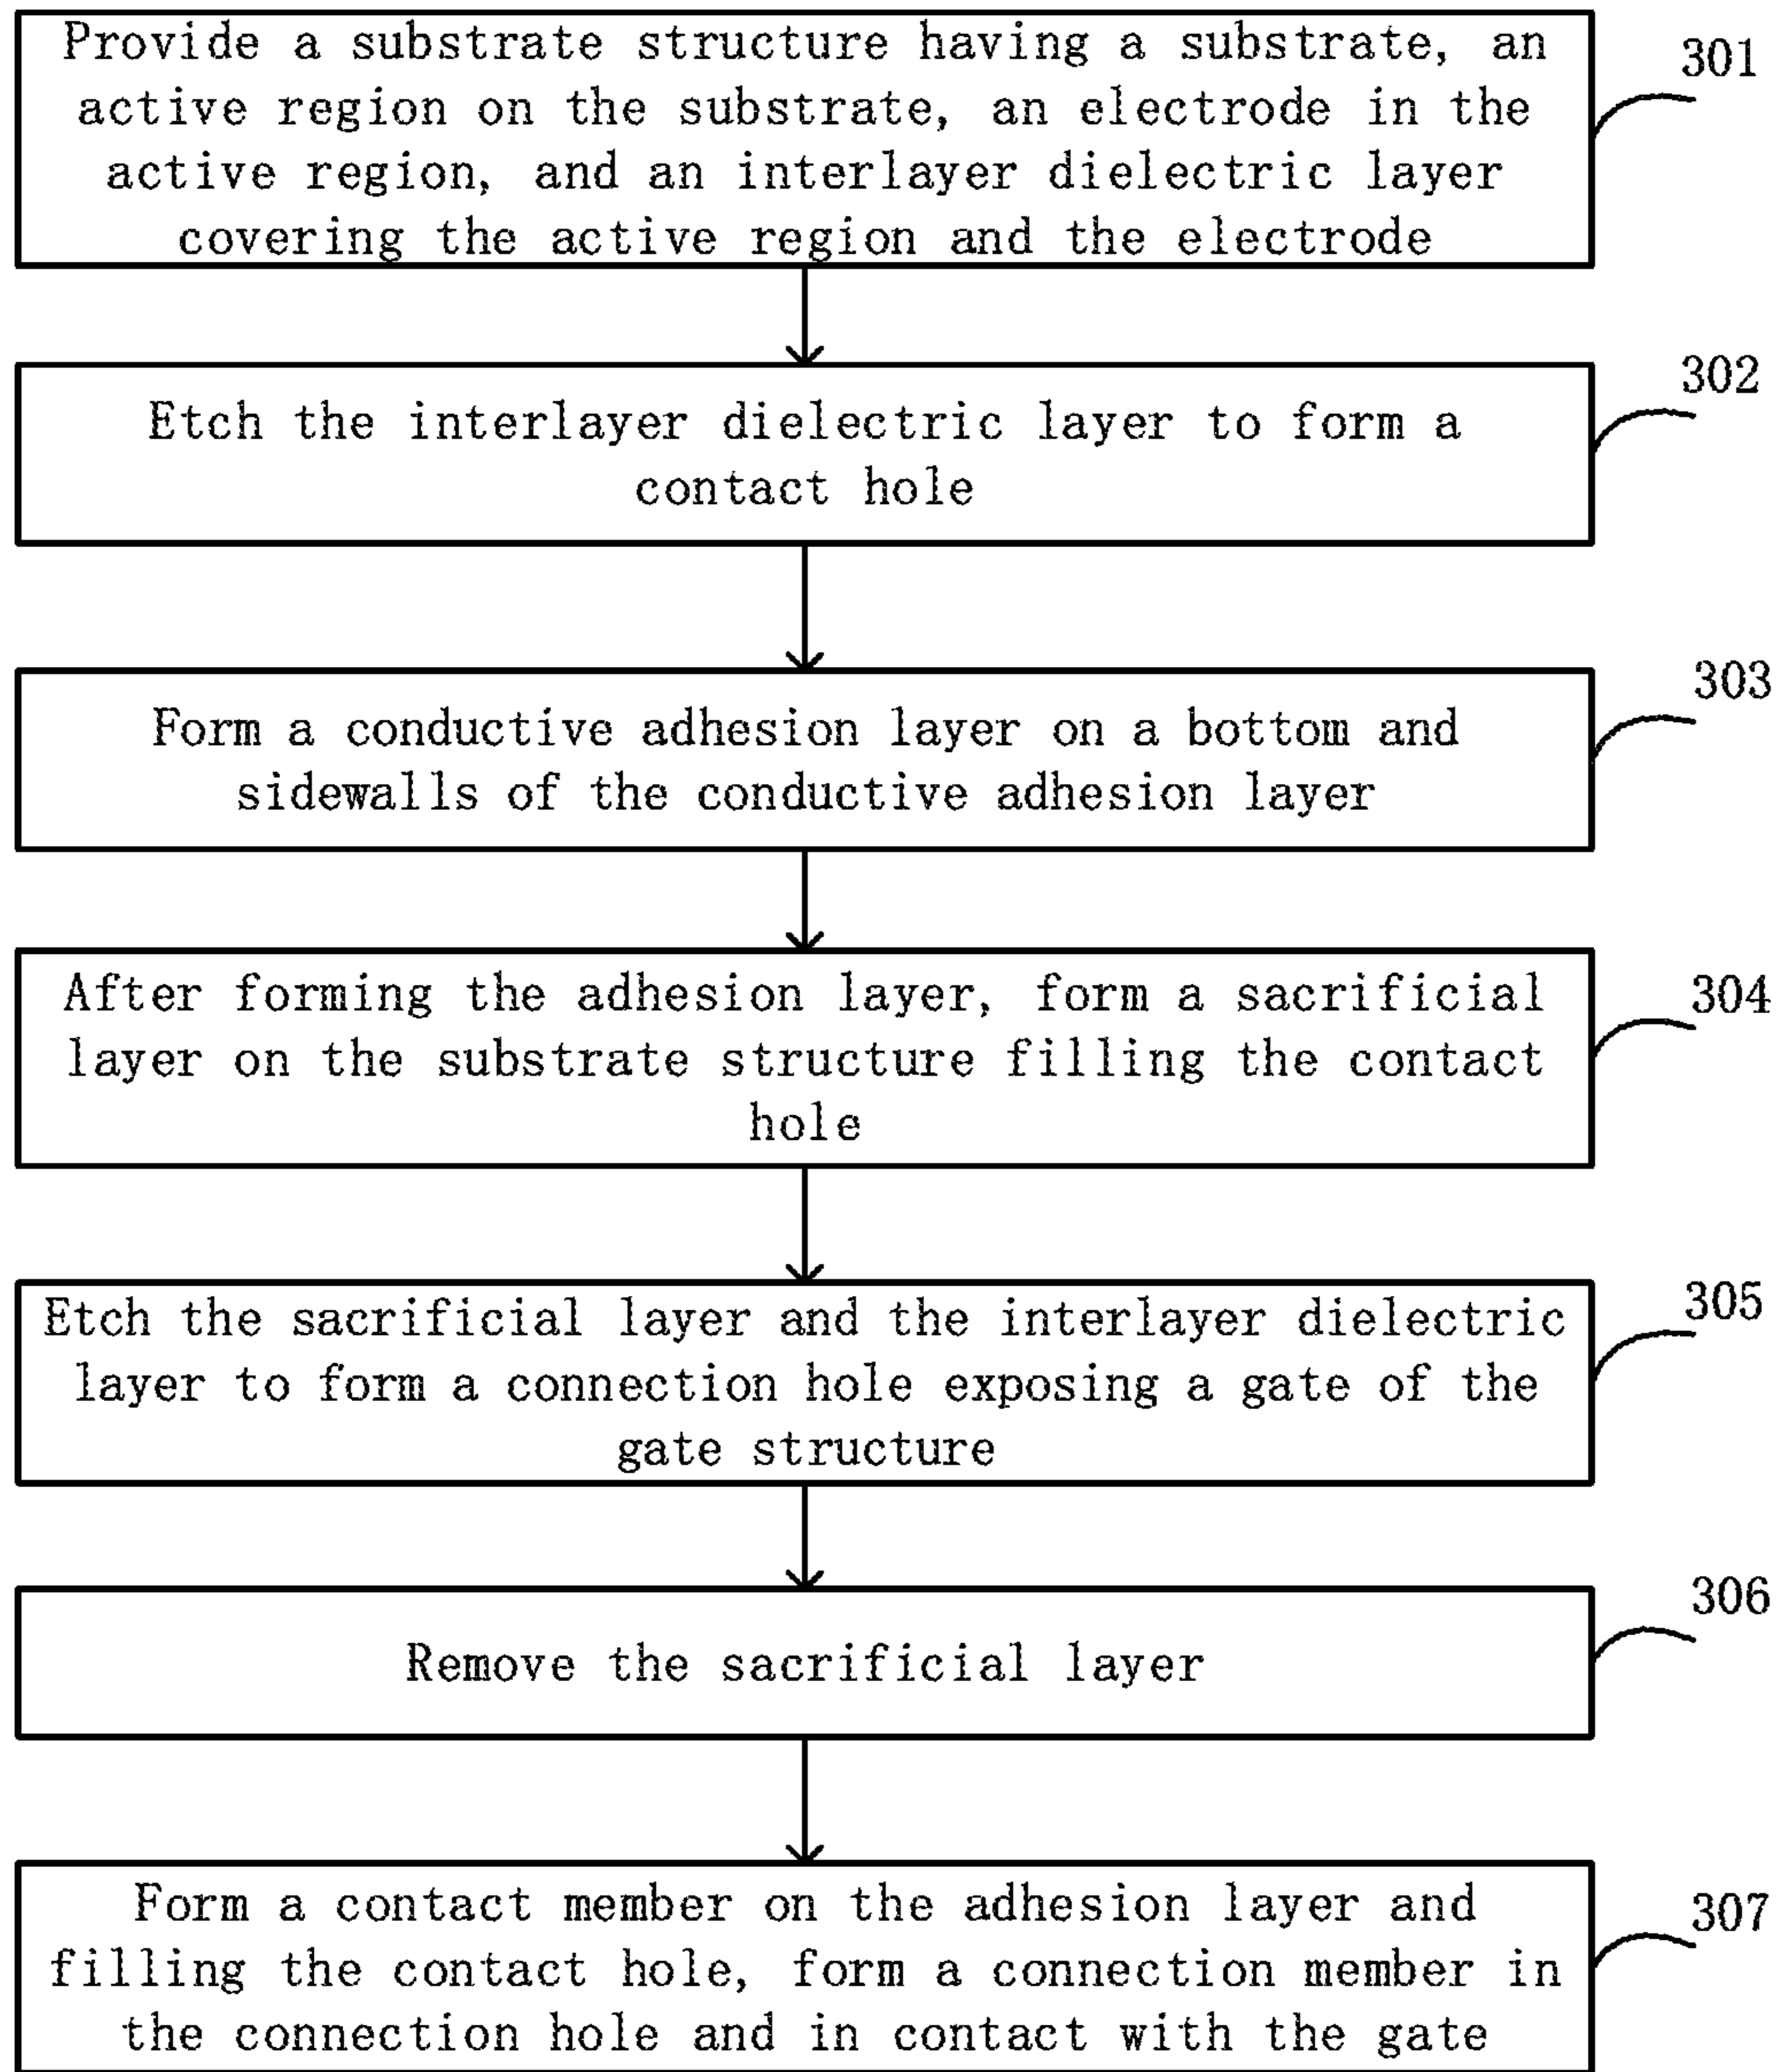 Provide a substrate structure having a substrate, an
active region on the substrate, an electrode in the
active region, and an interlayer dielectric layer
covering the active region and the electrode
301
Etch the interlayer dielectric layer to form a
contact hole
302
Form a conductive adhesion layer on a bottom and
sidewalls of the conductive adhesion layer
303
After forming the adhesion layer, form a sacrificial
layer on the substrate structure filling the contact
hole
304
Etch the sacrificial layer and the interlayer dielectric
layer to form a connection hole exposing a gate of the
gate structure
305
Remove the sacrificial layer
306
Form a contact member on the adhesion layer and
filling the contact hole, form a connection member in
the connection hole and in contact with the gate
307